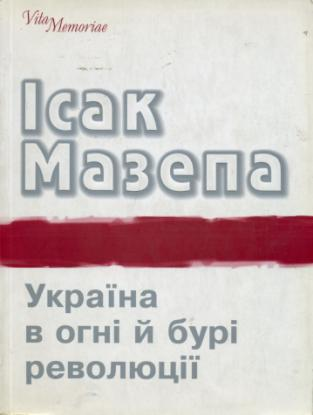 Vita
Memoriae
Ісак
Мазепа
Україна
в огні й бурі
революції